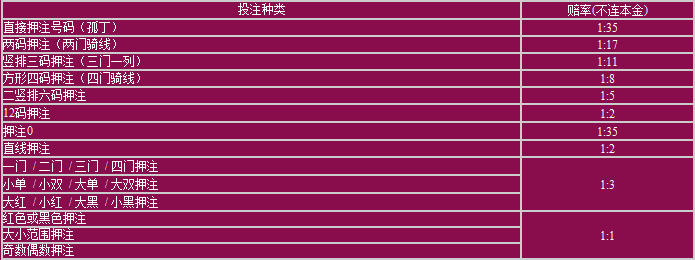 投注种类 赔率(不连本金)
直接押注号码（孤丁） 1:35
两码押注（两门骑线） 1:17
竖排三码押注（三门一列） 1:11
方形四码押注（四门骑线） 1:8
二竖排六码押注 1:5
12码押注 1:2
押注0 1:35
直线押注 1:2
一门 / 二门 / 三门 / 四门押注
小单 / 小双 / 大单 / 大双押注 1:3
大红 / 小红 / 大黑 / 小黑押注
红色或黑色押注
大小范围押注 1:1
奇数偶数押注